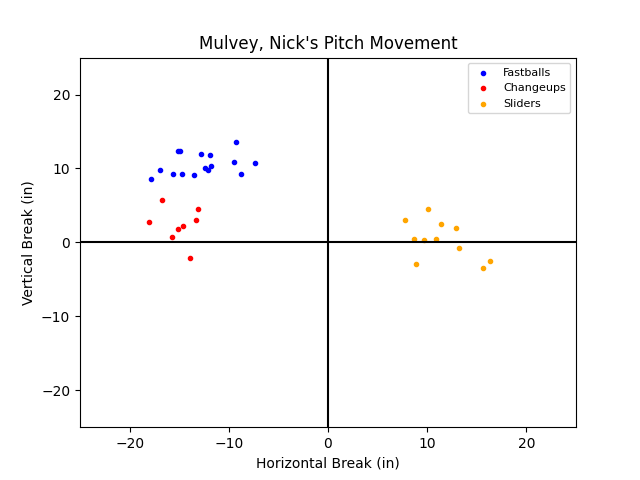 Mulvey, Nick's Pitch Movement
Fastballs
Changeups
Sliders
20
10
0
−10
−20
Vertical Break (in)
−20
−10
0
10
20
Horizontal Break (in)